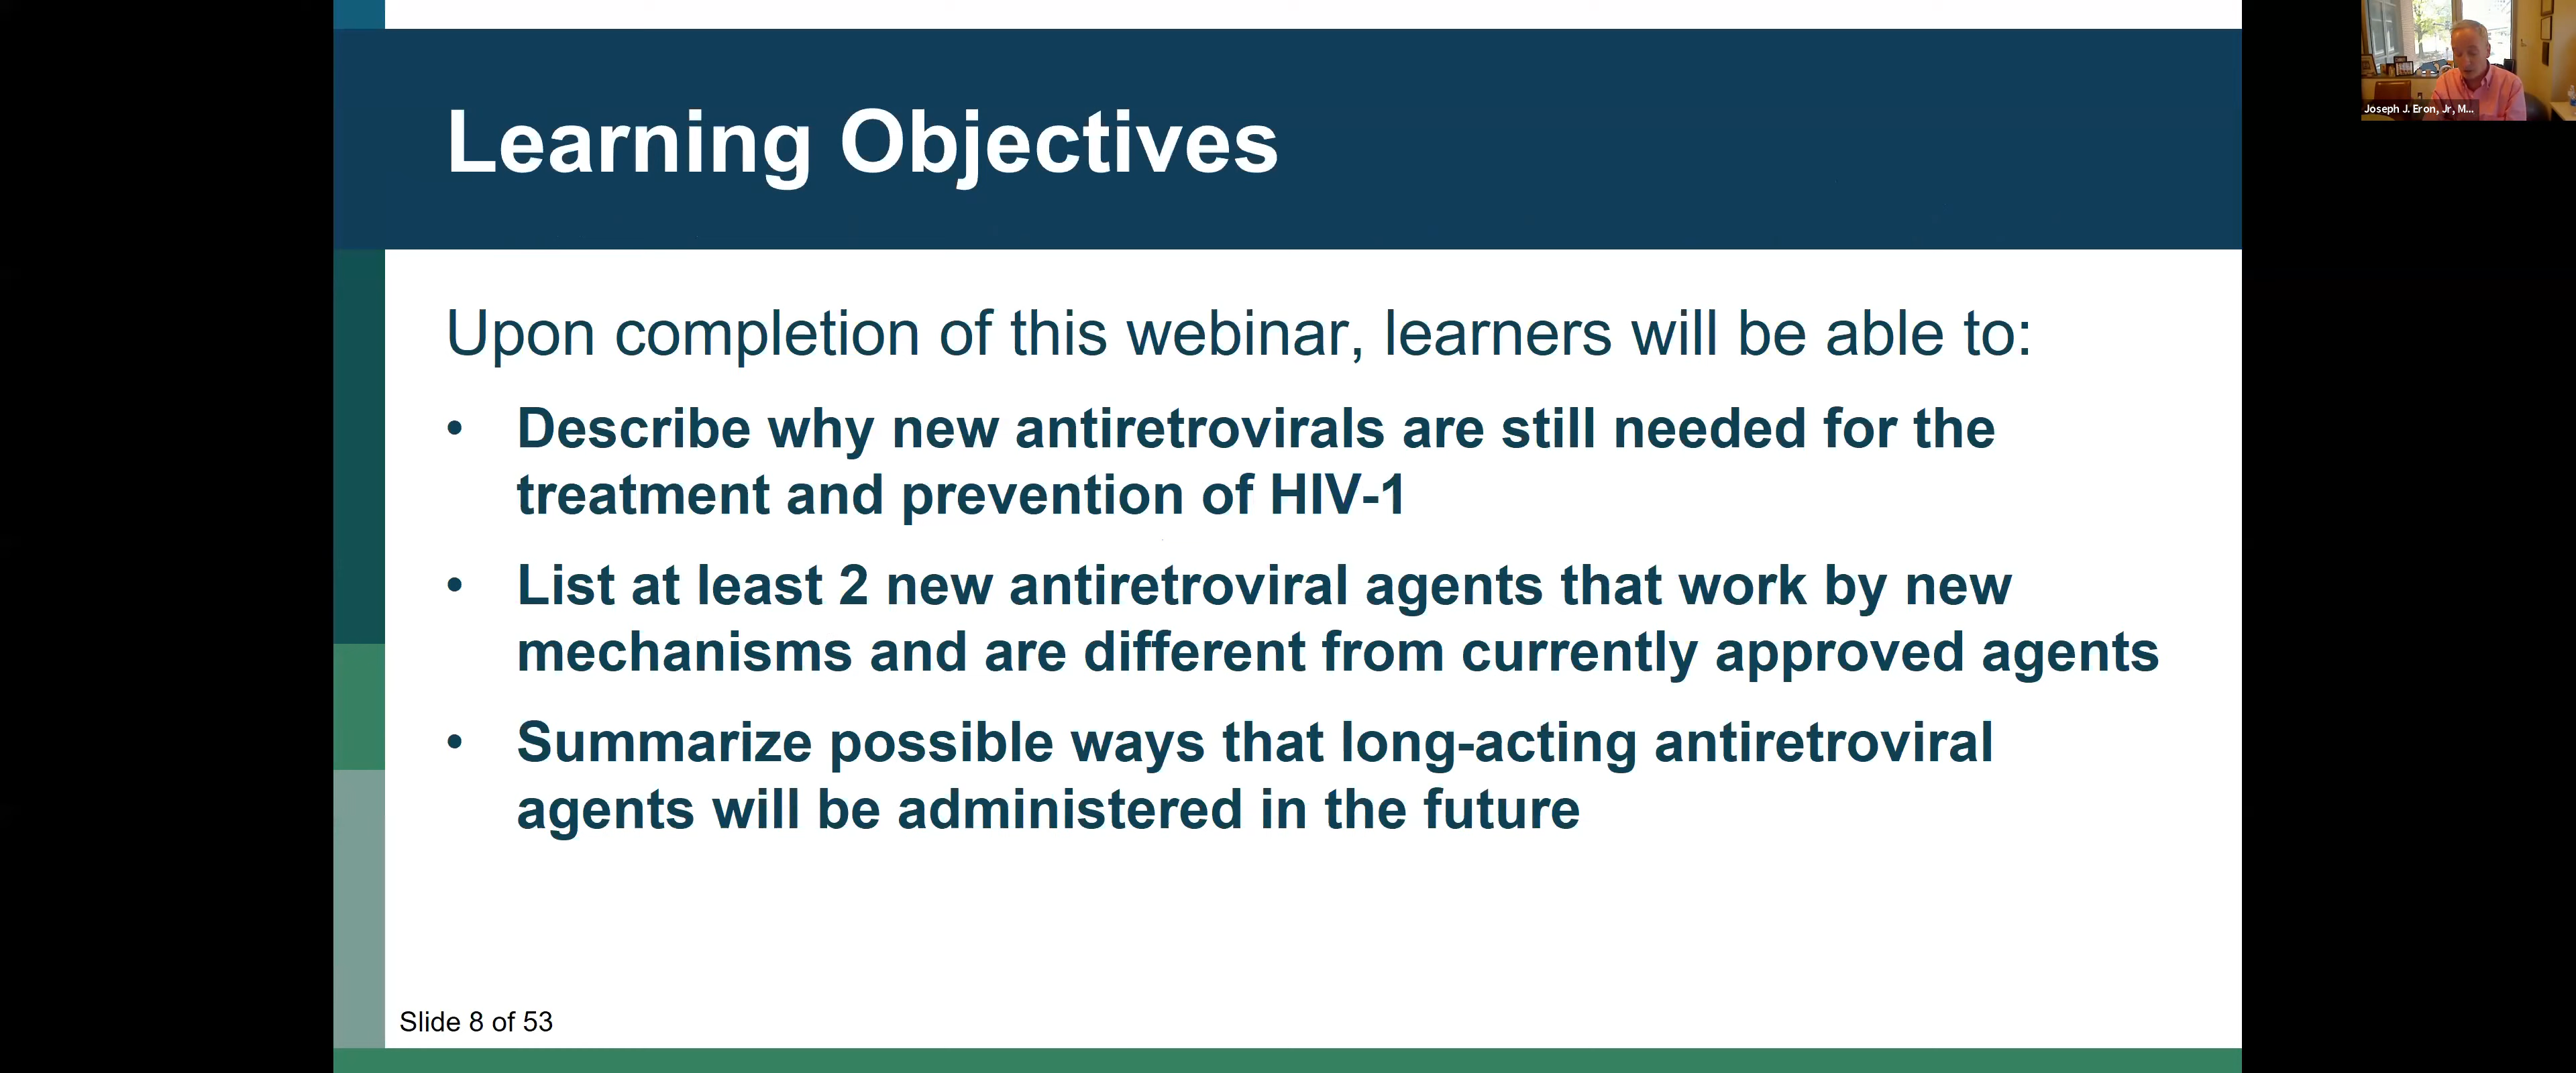 Learning Objectives
Upon completion of this webinar, learners will be able to:
• Describe why new antiretrovirals are still needed for the
treatment and prevention of HIV-1
• List at least 2 new antiretroviral agents that work by new
mechanisms and are different from currently approved agents
• Summarize possible ways that long-acting antiretroviral
agents will be administered in the future
Slide 8 of 53
Joseph J. Eron, Jr, M...